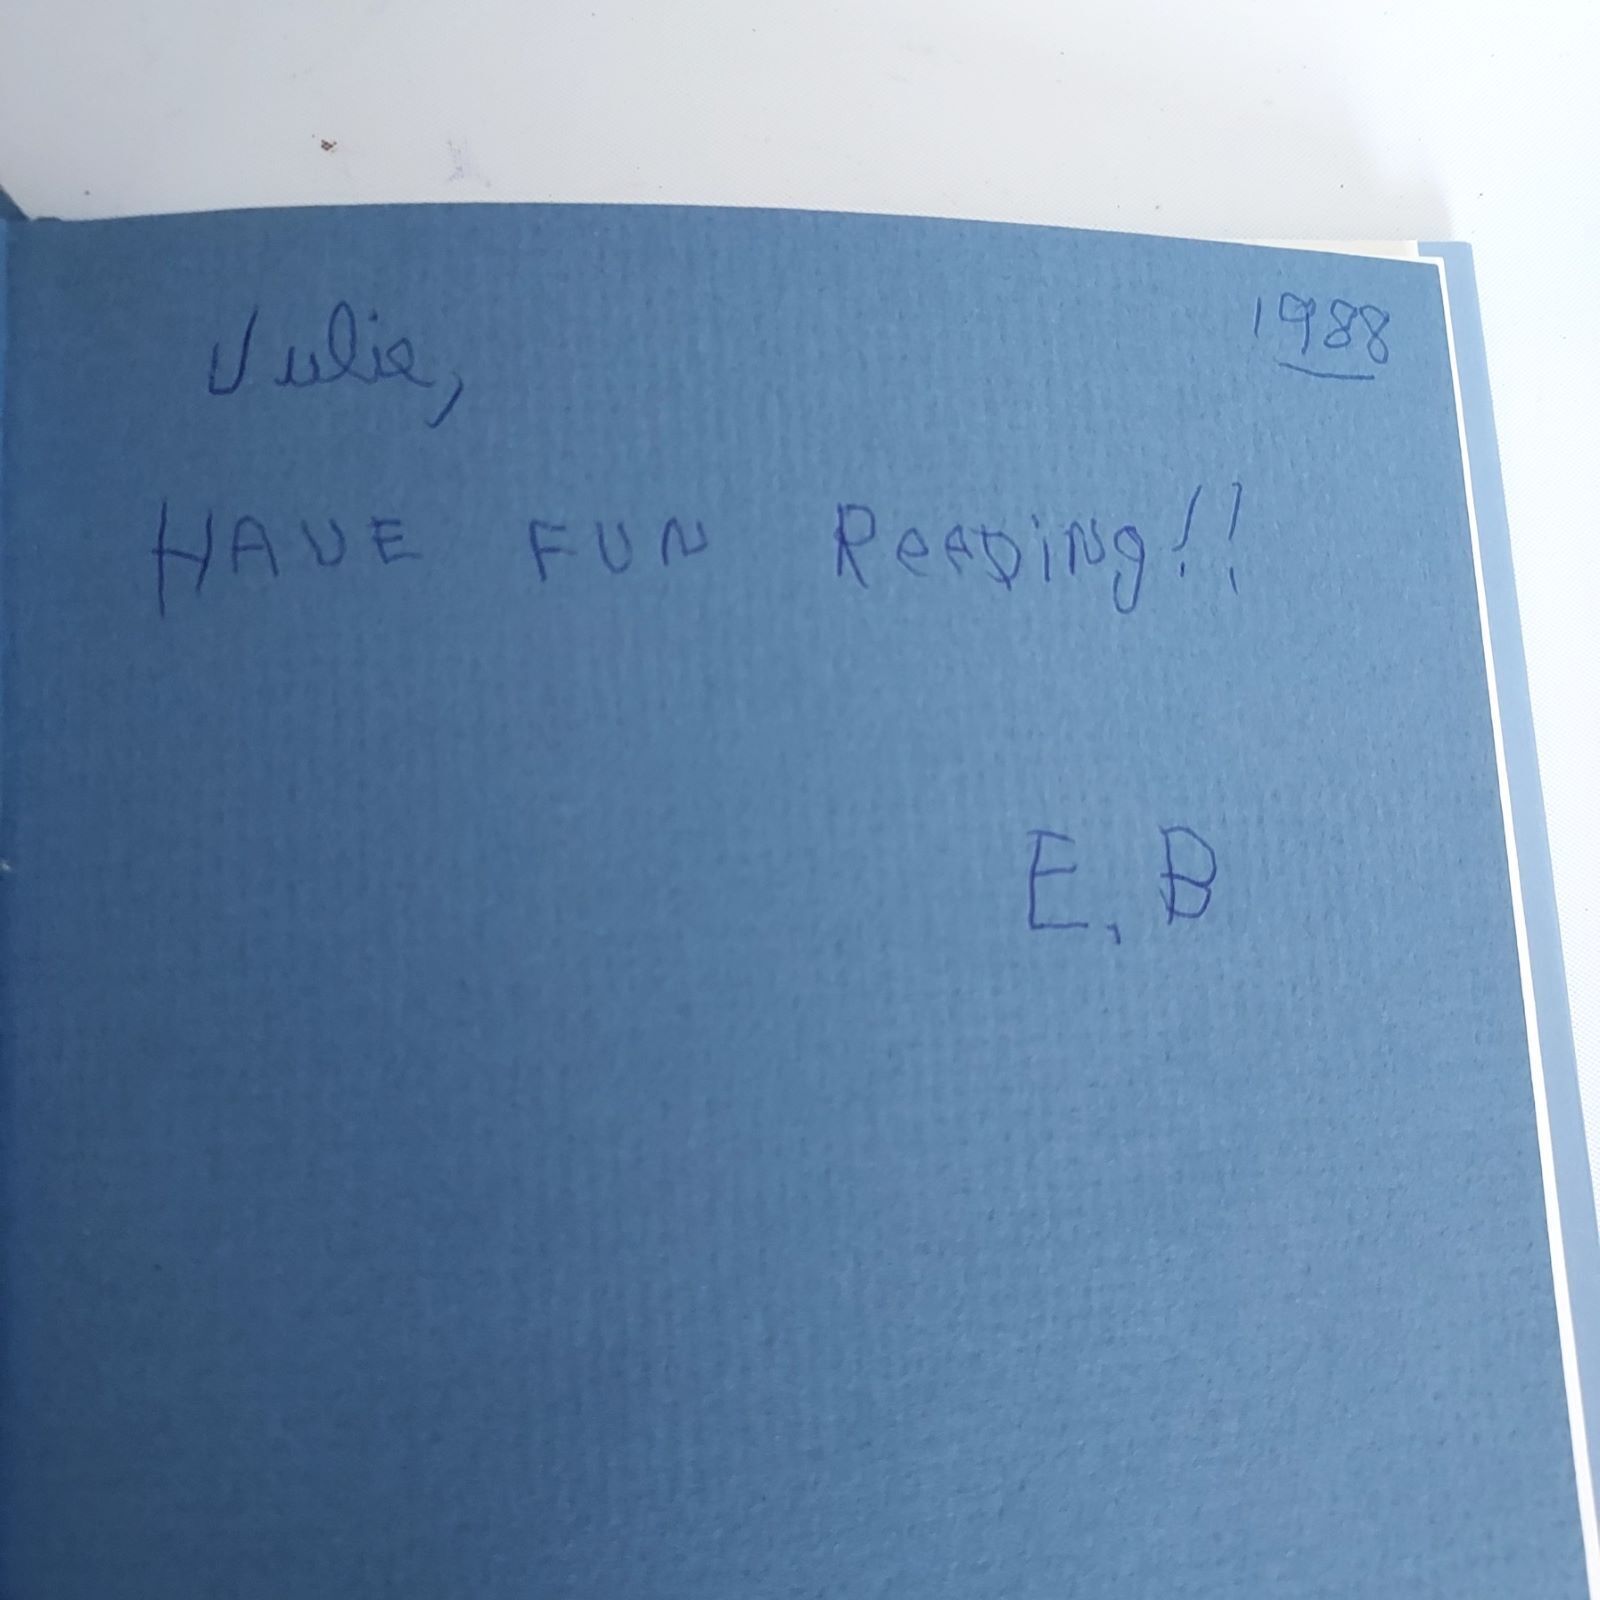 1988
Julie,
HAVE FUN ReADiNg!!
E. B